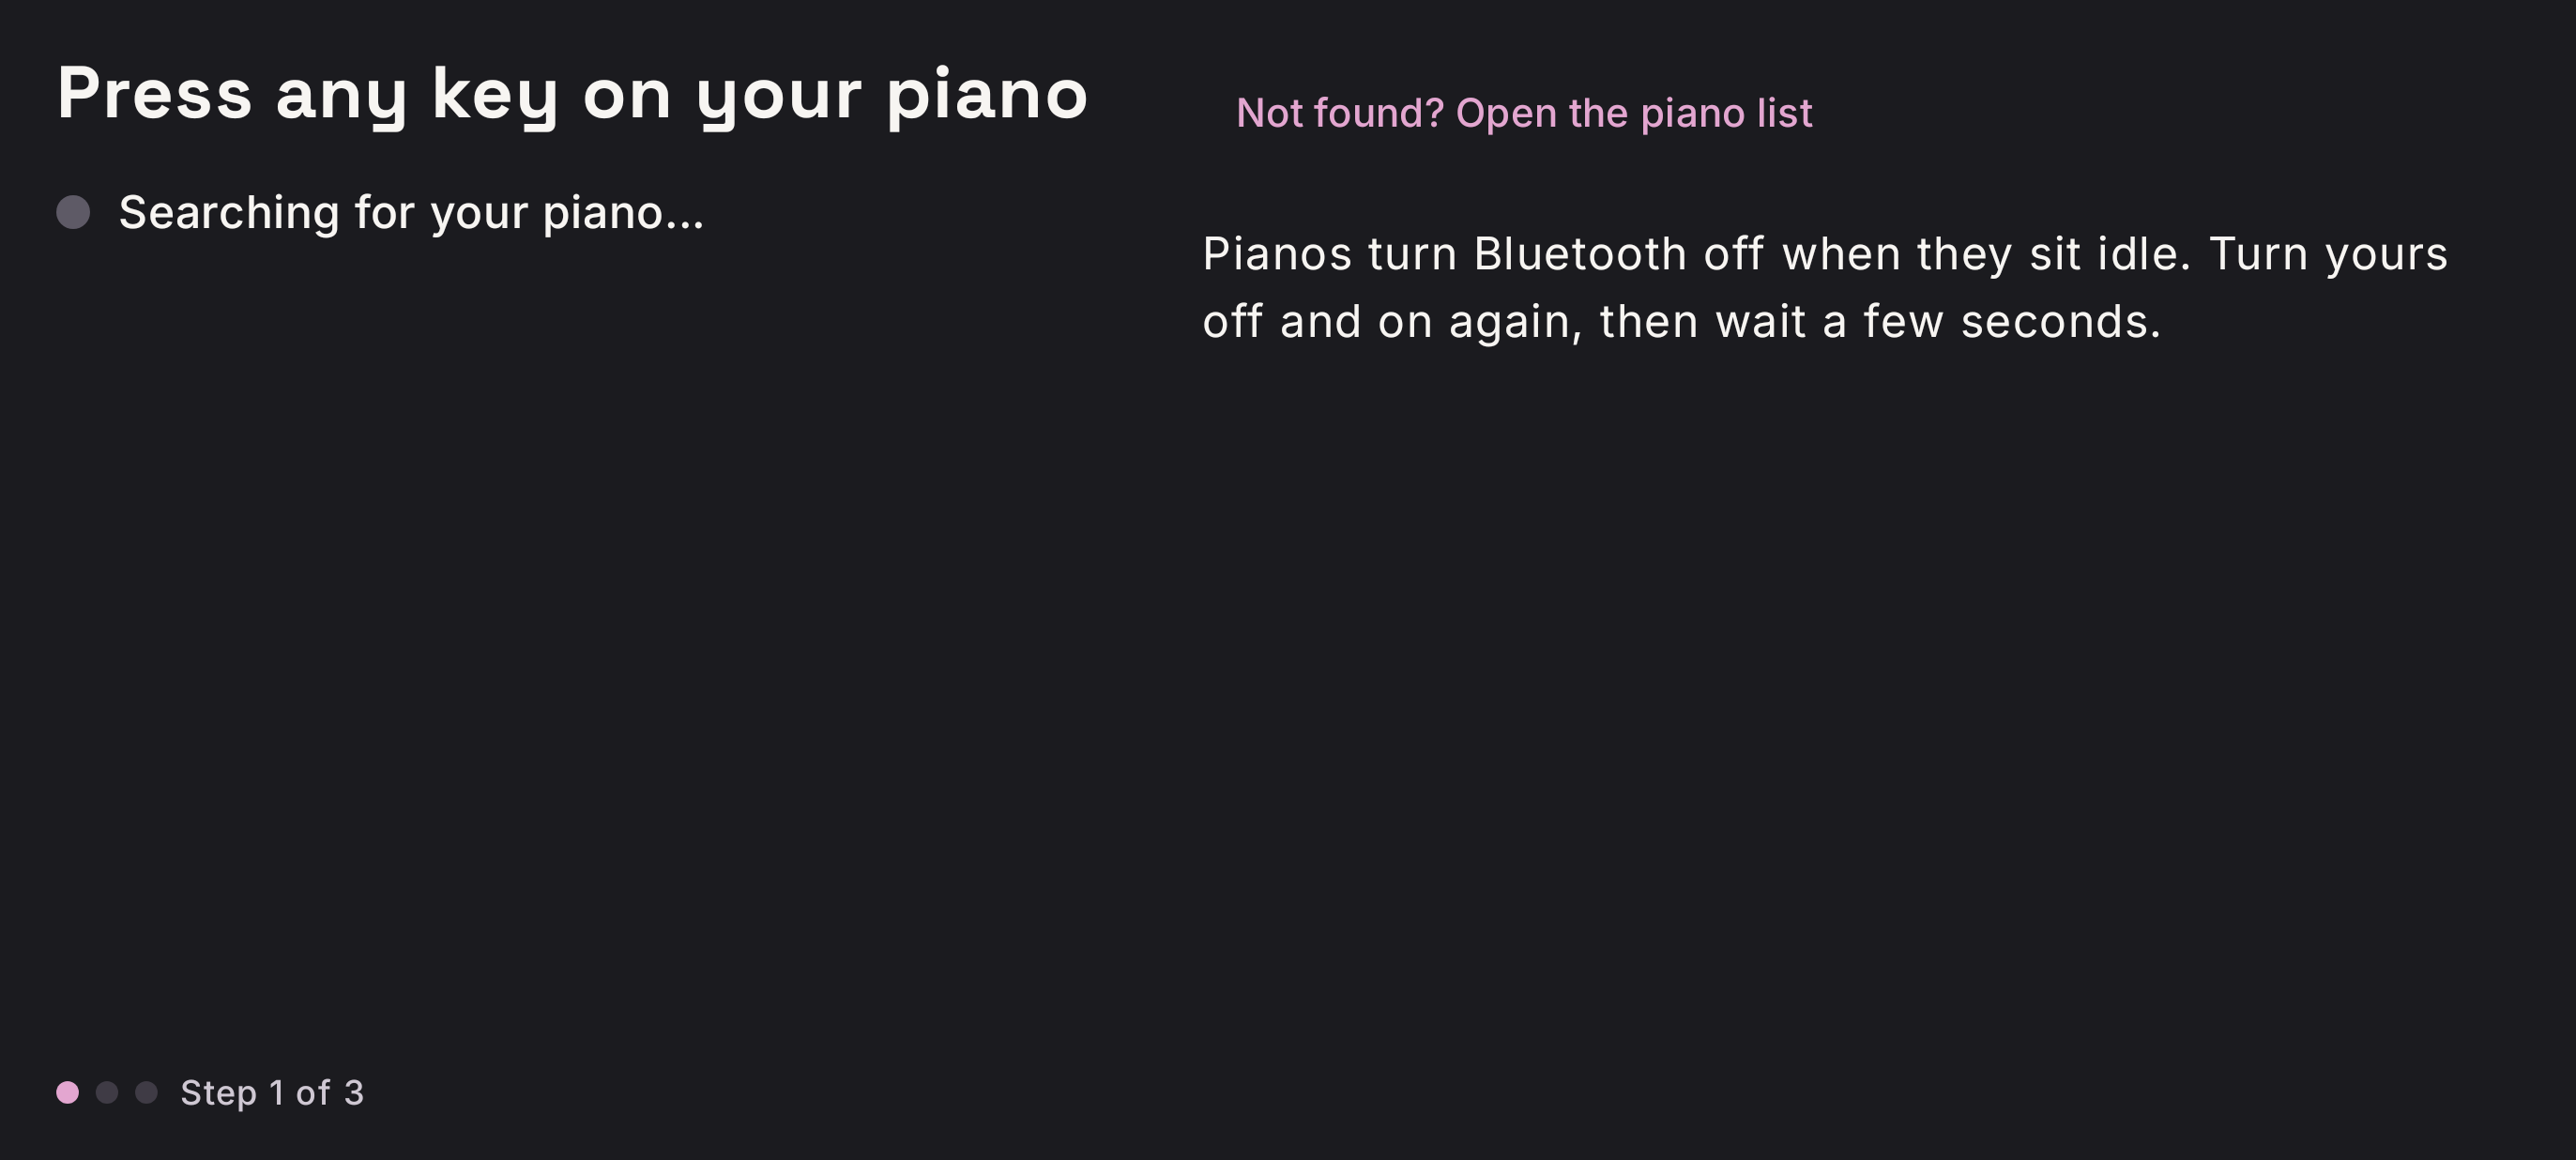 Press any key on your piano
Searching for your piano...
Not found? Open the piano list
Pianos turn Bluetooth off when they sit idle. Turn yours
off and on again, then wait a few seconds.
Step 1 of 3